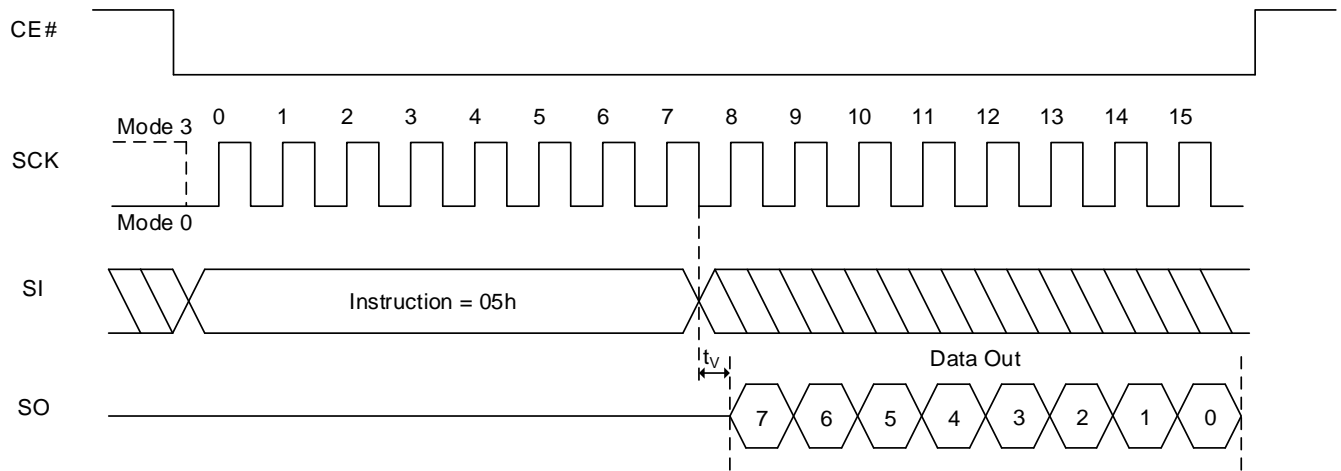 CE#
0 1 2 3 4 5 6 7 8 9 10 11 12 13 14 15
Mode 3
SCK
Mode 0
SI
Instruction = 05h
tV
Data Out
SO
7 6 5 4 3 2 1 0